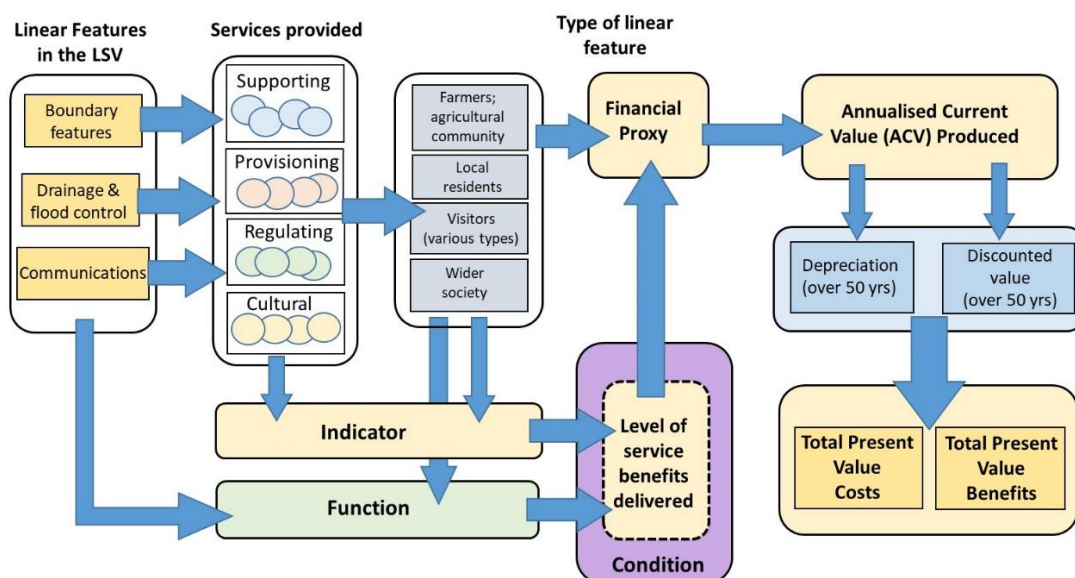 Linear Features
in the LSV
Services provided
Type of linear
feature
Boundary
features
Drainage &
flood control
Communications
Supporting
Provisioning
Regulating
Cultural
Farmers;
agricultural
community
Local
residents
Visitors
(various types)
Wider
society
Financial
Proxy
Annualised Current
Value (ACV) Produced
Depreciation
(over 50 yrs)
Discounted
value
(over 50 yrs)
Indicator
Function
Level of
service
benefits
delivered
Condition
Total Present
Value
Costs
Total Present
Value
Benefits